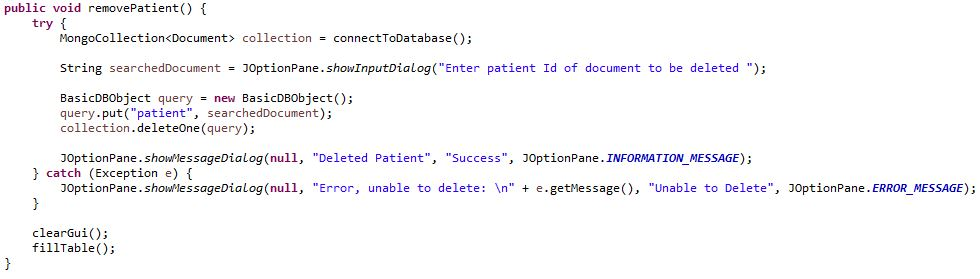 public void removePatient() {
    try {
        MongoCollection<Document> collection = connectToDatabase();

        String searchedDocument = JOptionPane.showInputDialog("Enter patient Id of document to be deleted ");

        BasicDBObject query = new BasicDBObject();
        query.put("patient", searchedDocument);
        collection.deleteOne(query);

        JOptionPane.showMessageDialog(null, "Deleted Patient", "Success", JOptionPane.INFORMATION_MESSAGE);
    } catch (Exception e) {
        JOptionPane.showMessageDialog(null, "Error, unable to delete: \n" + e.getMessage(), "Unable to Delete", JOptionPane.ERROR_MESSAGE);
    }

    clearGui();
    fillTable();
}